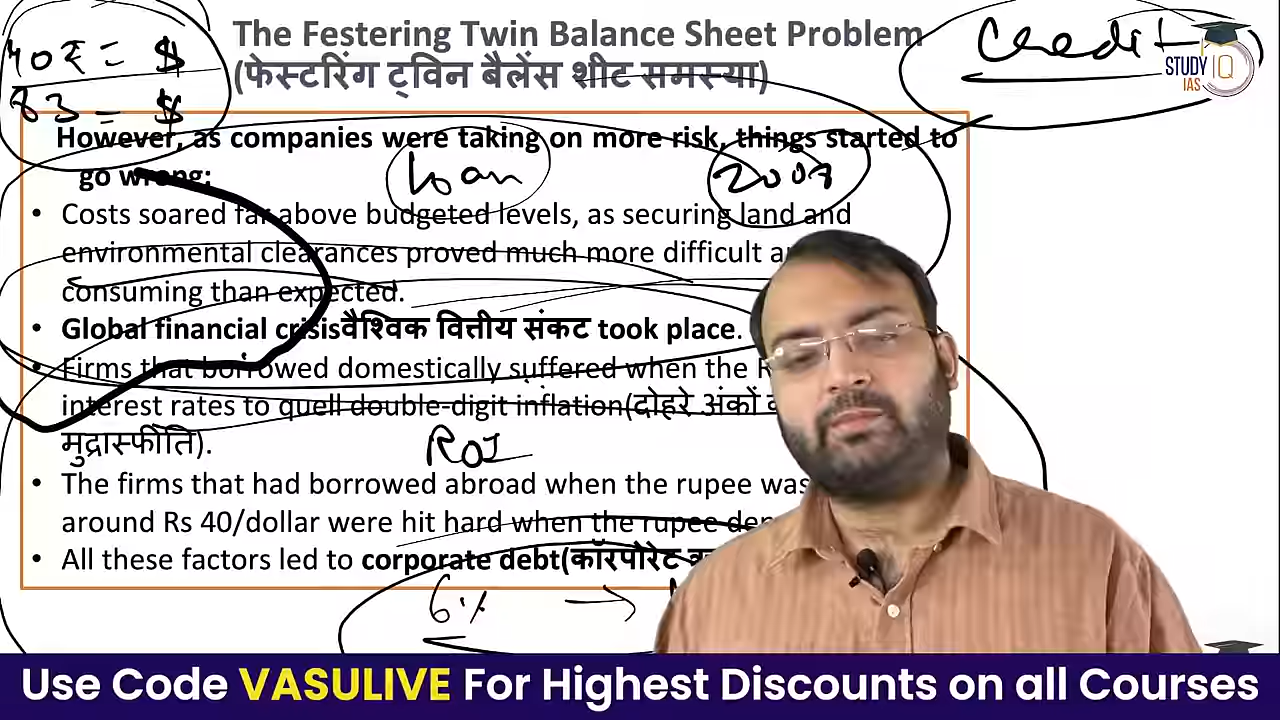 The Festering Twin Balance Sheet Problem
(फेस्टरिंग ट्विन बैलेंस शीट समस्या)
Credit
STUDY IQ
IAS
40₹ = $
83 = $
However, as companies were taking on more risk, things started to
go wrong:
loan
• Costs soared far above budgeted levels, as securing land and
environmental clearances proved much more difficult
consuming than expected.
• Global financial crisisवैश्विक वित्तीय संकट took place.
• Firms that borrowed domestically suffered when the
interest rates to quell double-digit inflation(दोहरे अंकों
मुद्रास्फीति).
ROI
• The firms that had borrowed abroad when the rupee was
around Rs 40/dollar were hit hard when the rupee
• All these factors led to corporate debt(कॉरपोरेट
6% →
Use Code VASULIVE For Highest Discounts on all Courses